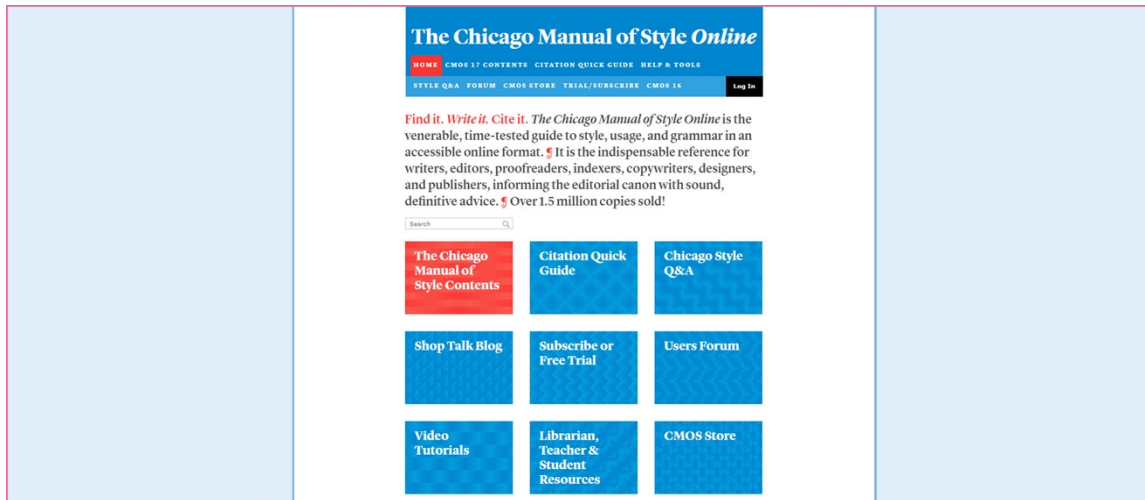 The Chicago Manual of Style Online
HOME CMOS 17 CONTENTS CITATION QUICK GUIDE HELP & TOOLS
STYLE Q&A FORUM CMOS STORE TRIAL/SUBSCRIBE CMOS 16 Log In
Find it. Write it. Cite it. The Chicago Manual of Style Online is the
venerable, time-tested guide to style, usage, and grammar in an
accessible online format. ¶ It is the indispensable reference for
writers, editors, proofreaders, indexers, copywriters, designers,
and publishers, informing the editorial canon with sound,
definitive advice. ¶ Over 1.5 million copies sold!
Search
The Chicago
Manual of
Style Contents
Citation Quick
Guide
Chicago Style
Q&A
Shop Talk Blog
Subscribe or
Free Trial
Users Forum
Video
Tutorials
Librarian,
Teacher &
Student
Resources
CMOS Store